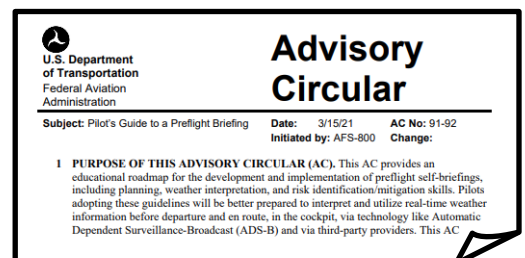 Advisory
Circular
U.S. Department
of Transportation
Federal Aviation
Administration
Subject: Pilot's Guide to a Preflight Briefing
Date: 3/15/21
AC No: 91-92
Initiated by: AFS-800
Change:
1 PURPOSE OF THIS ADVISORY CIRCULAR (AC). This AC provides an
educational roadmap for the development and implementation of preflight self-briefings,
including planning, weather interpretation, and risk identification/mitigation skills. Pilots
adopting these guidelines will be better prepared to interpret and utilize real-time weather
information before departure and en route, in the cockpit, via technology like Automatic
Dependent Surveillance-Broadcast (ADS-B) and via third-party providers. This AC